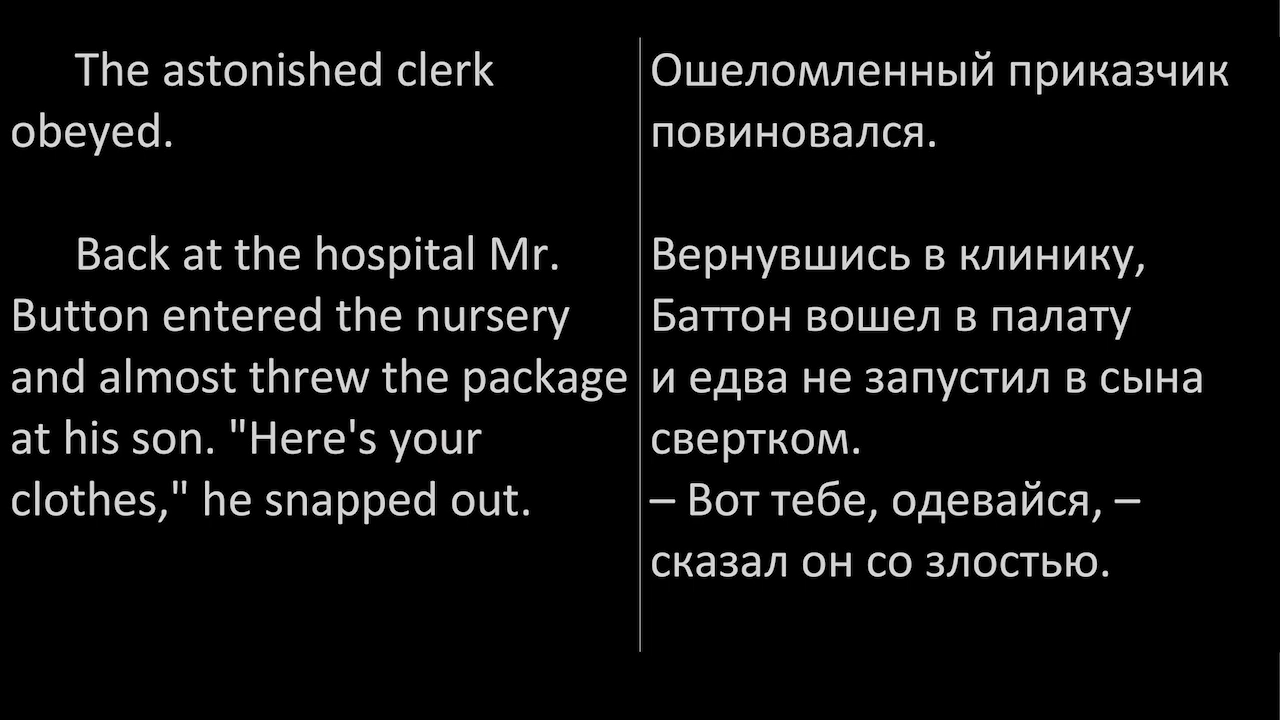 The astonished clerk
obeyed.
Back at the hospital Mr.
Button entered the nursery
and almost threw the package
at his son. "Here's your
clothes," he snapped out.
Ошеломленный приказчик
повиновался.
Вернувшись в клинику,
Баттон вошел в палату
и едва не запустил в сына
свертком.
– Вот тебе, одевайся, –
сказал он со злостью.